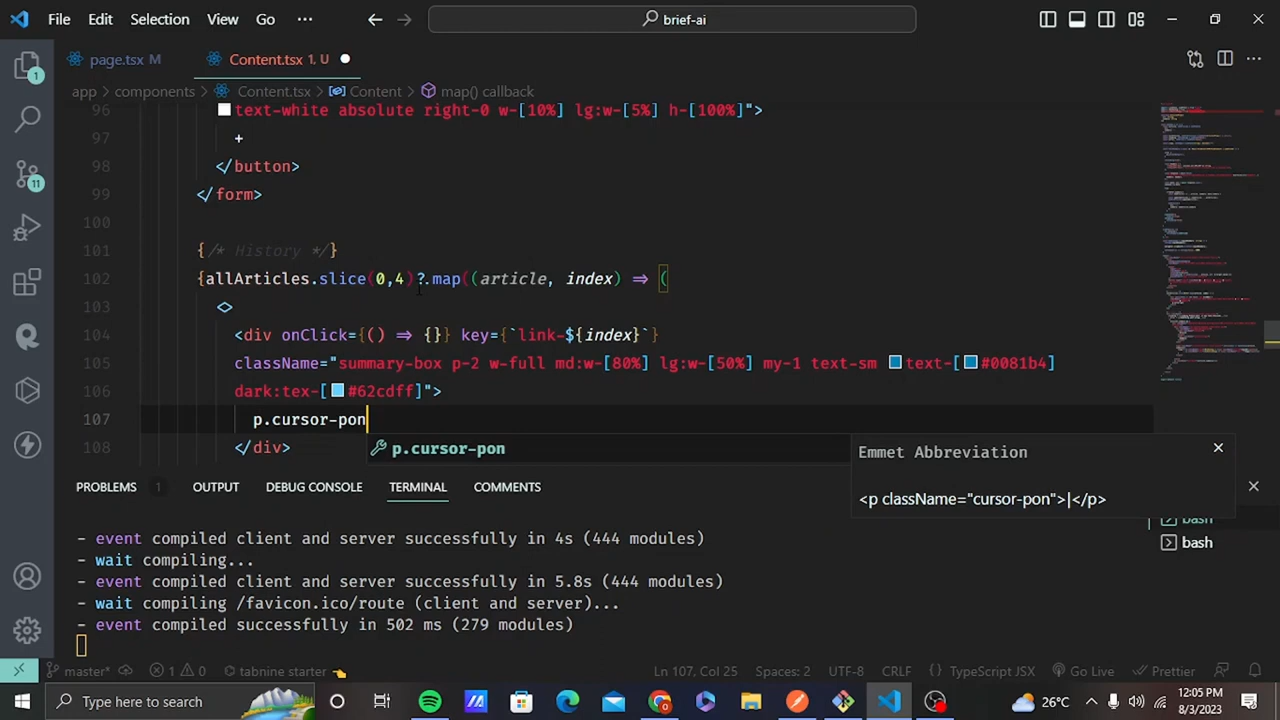 File Edit Selection View Go ··· brief-ai
page.tsx M Content.tsx 1, U
app > components > Content.tsx > Content > map() callback
96 text-white absolute right-0 w-[10%] lg:w-[5%] h-[100%]">
97 +
98 </button>
99 </form>
100
101 {/* History */}
102 {allArticles.slice(0,4)?.map((article, index) => (
103 <>
104 <div onClick={() => {}} key={`link-${index}`}
105 className="summary-box p-2 w-full md:w-[80%] lg:w-[50%] my-1 text-sm text-[#0081b4]
106 dark:tex-[#62cdff]">
107 p.cursor-pon
108 </div>
p.cursor-pon
Emmet Abbreviation
<p className="cursor-pon">|</p>
PROBLEMS 1 OUTPUT DEBUG CONSOLE TERMINAL COMMENTS
- event compiled client and server successfully in 4s (444 modules)
- wait compiling...
- event compiled client and server successfully in 5.8s (444 modules)
- wait compiling /favicon.ico/route (client and server)...
- event compiled successfully in 502 ms (279 modules)
bash
bash
1
11
master* 1 0 tabnine starter Ln 107, Col 25 Spaces: 2 UTF-8 CRLF {} TypeScript JSX Go Live Prettier
Type here to search 26°C 12:05 PM
8/3/2023